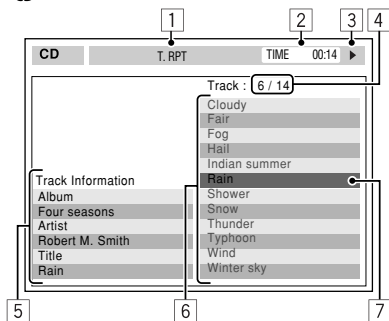 CD
1 2 3 4
CD T. RPT TIME 00:14
Track : 6 / 14
Cloudy
Fair
Fog
Hail
Indian summer
Rain
Shower
Snow
Thunder
Typhoon
Wind
Winter sky
Track Information
Album
Four seasons
Artist
Robert M. Smith
Title
Rain
5 6 7